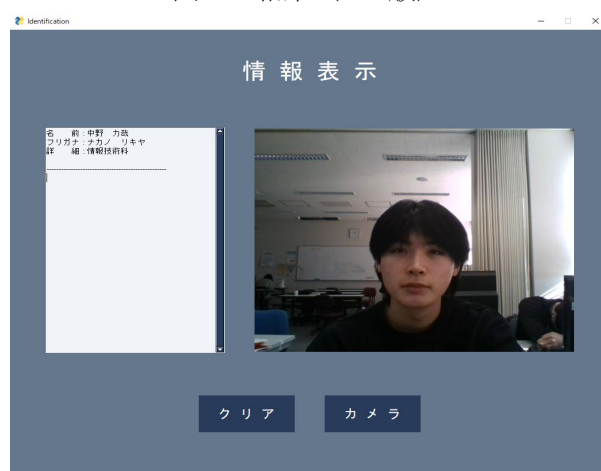 Identification
情 報 表 示
名　　前：中野　力哉
フリガナ：ナカノ　リキヤ
詳　　細：情報技術科
--------------------------------------------------
ク リ ア
カ メ ラ